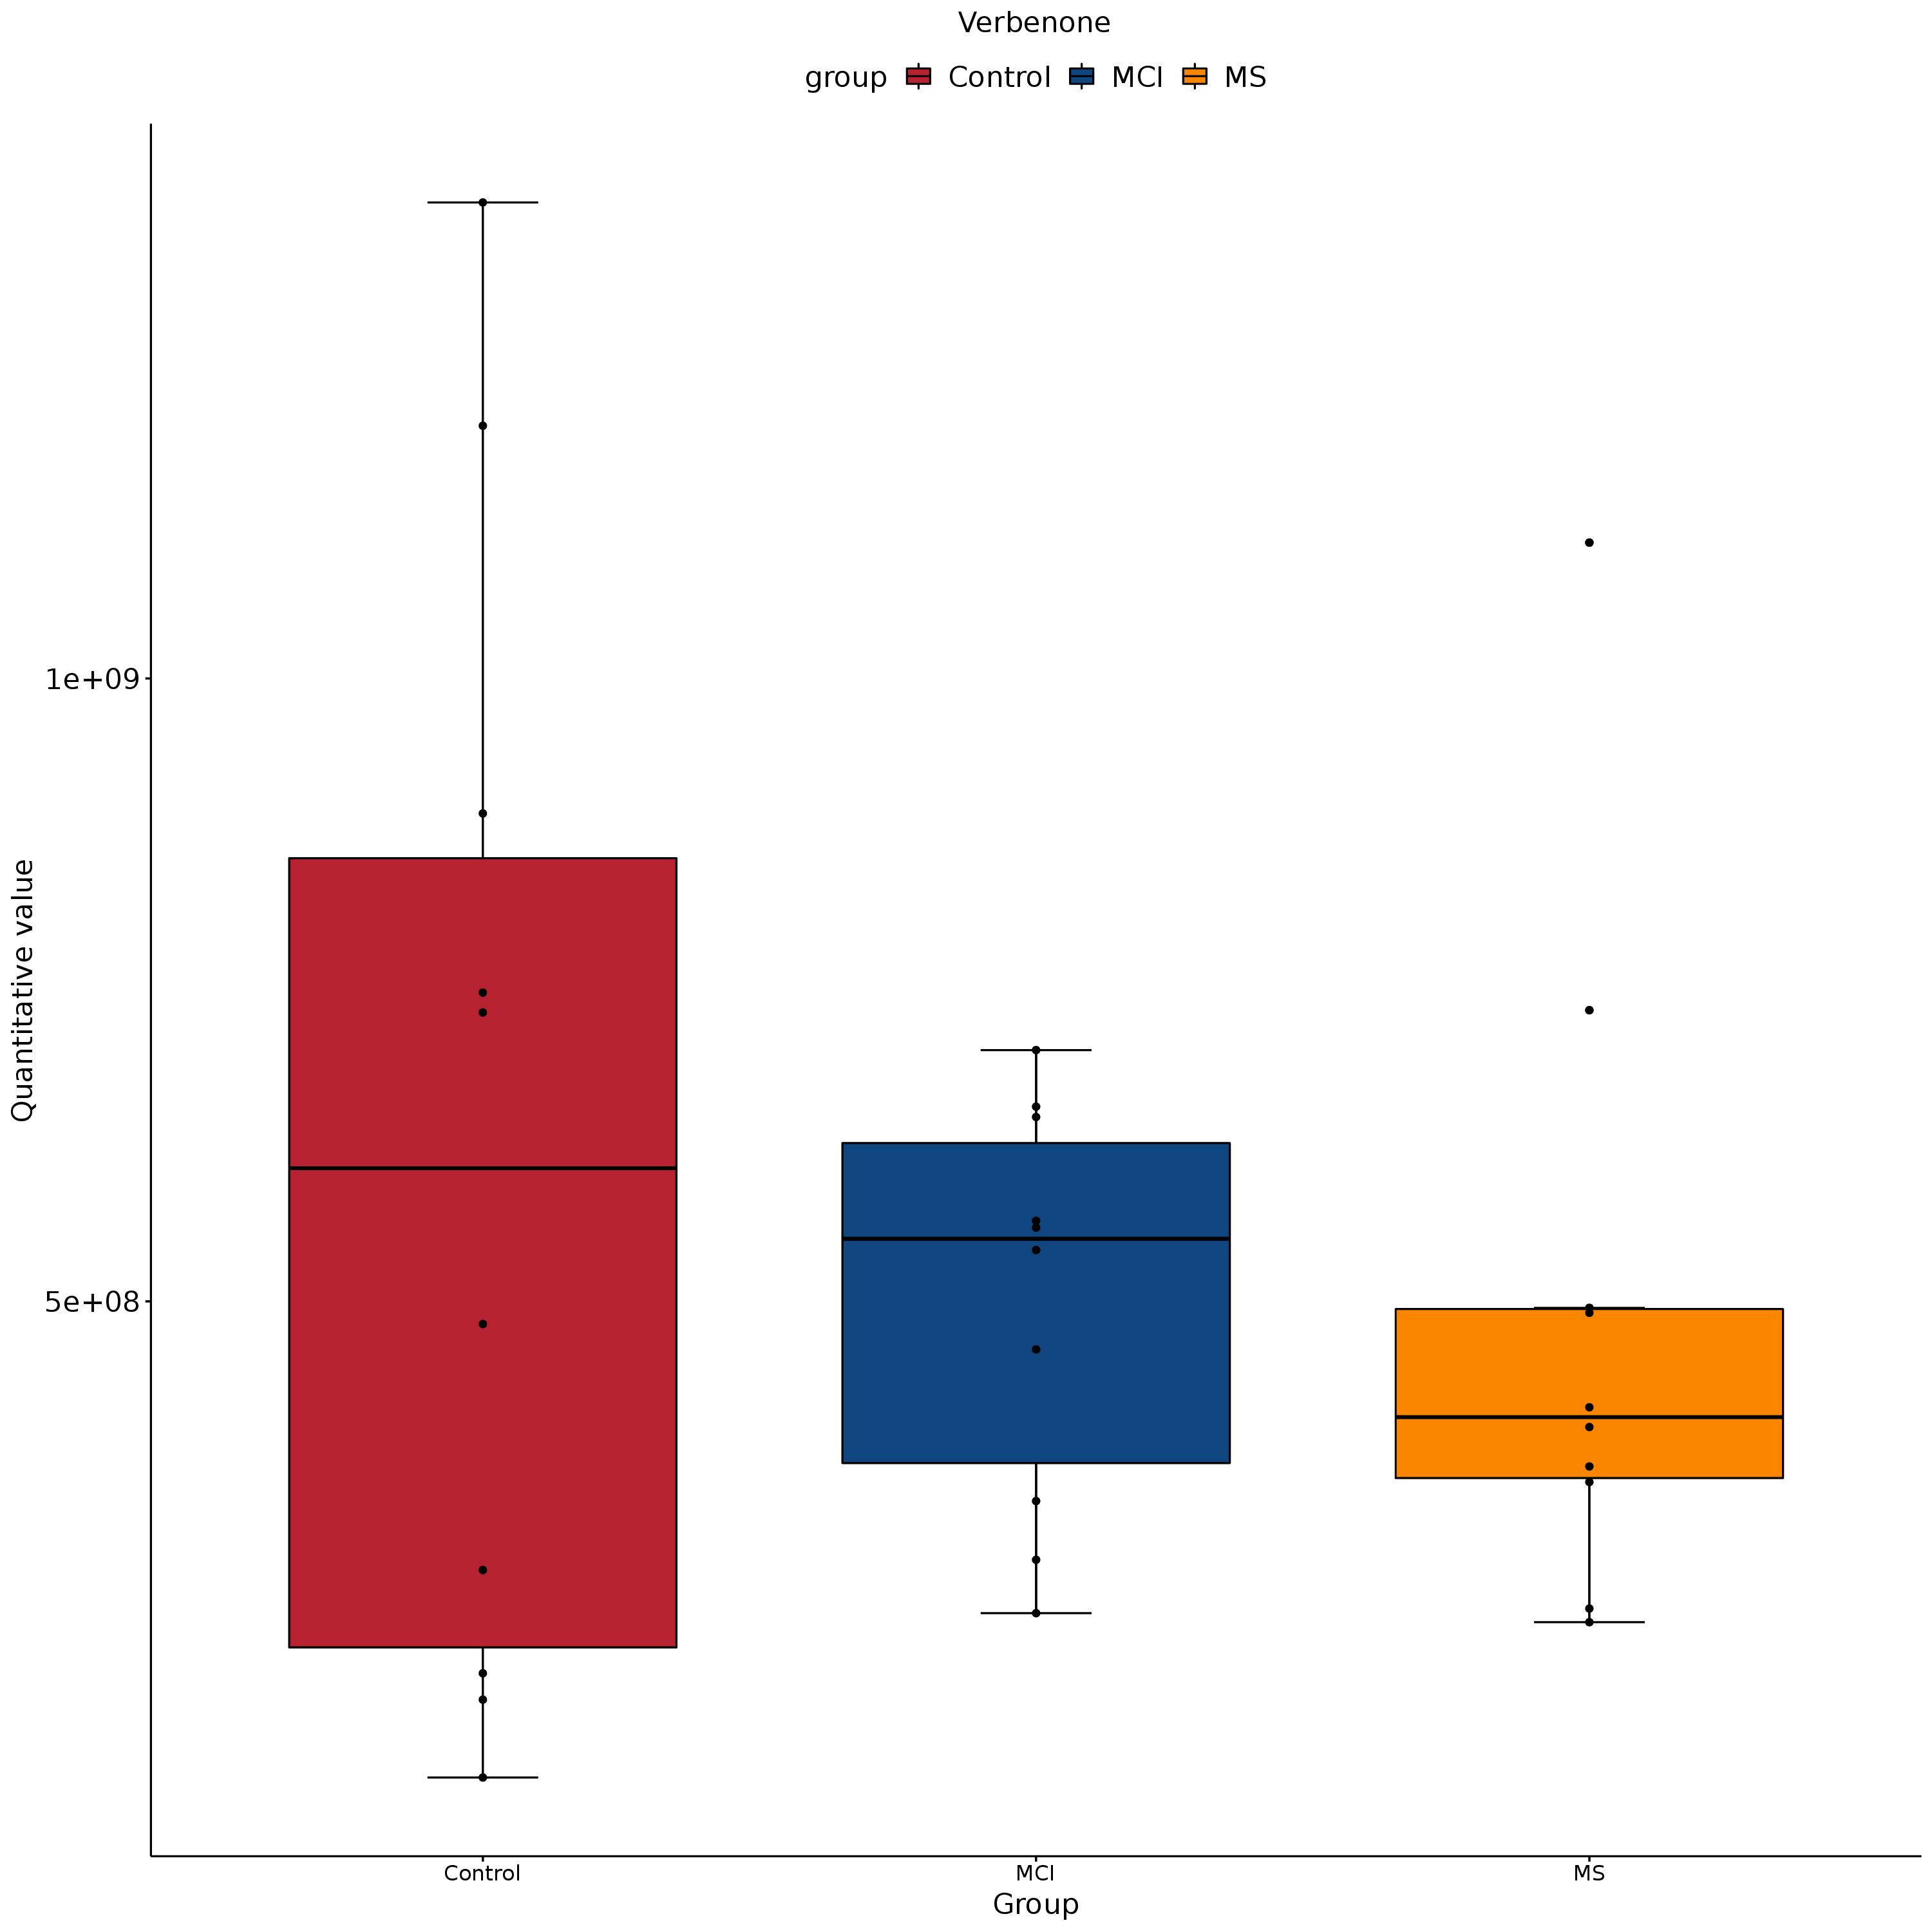 Verbenone
group Control MCI MS
Quantitative value
1e+09
5e+08
Control MCI MS
Group